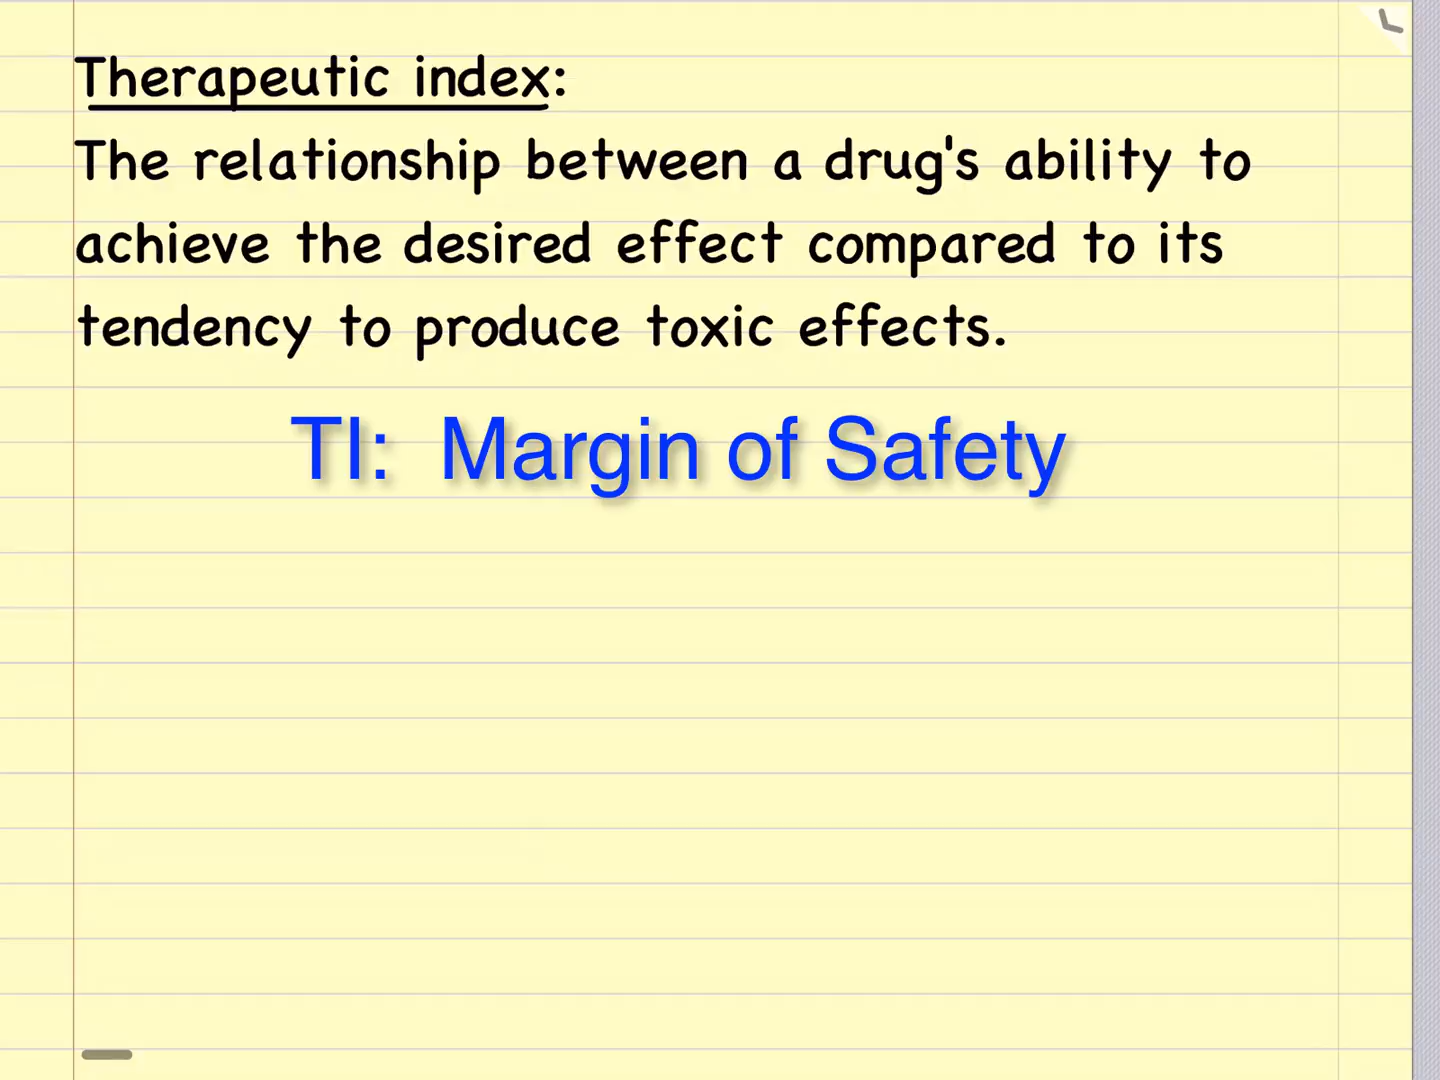 Therapeutic index:
The relationship between a drug's ability to
achieve the desired effect compared to its
tendency to produce toxic effects.
TI: Margin of Safety